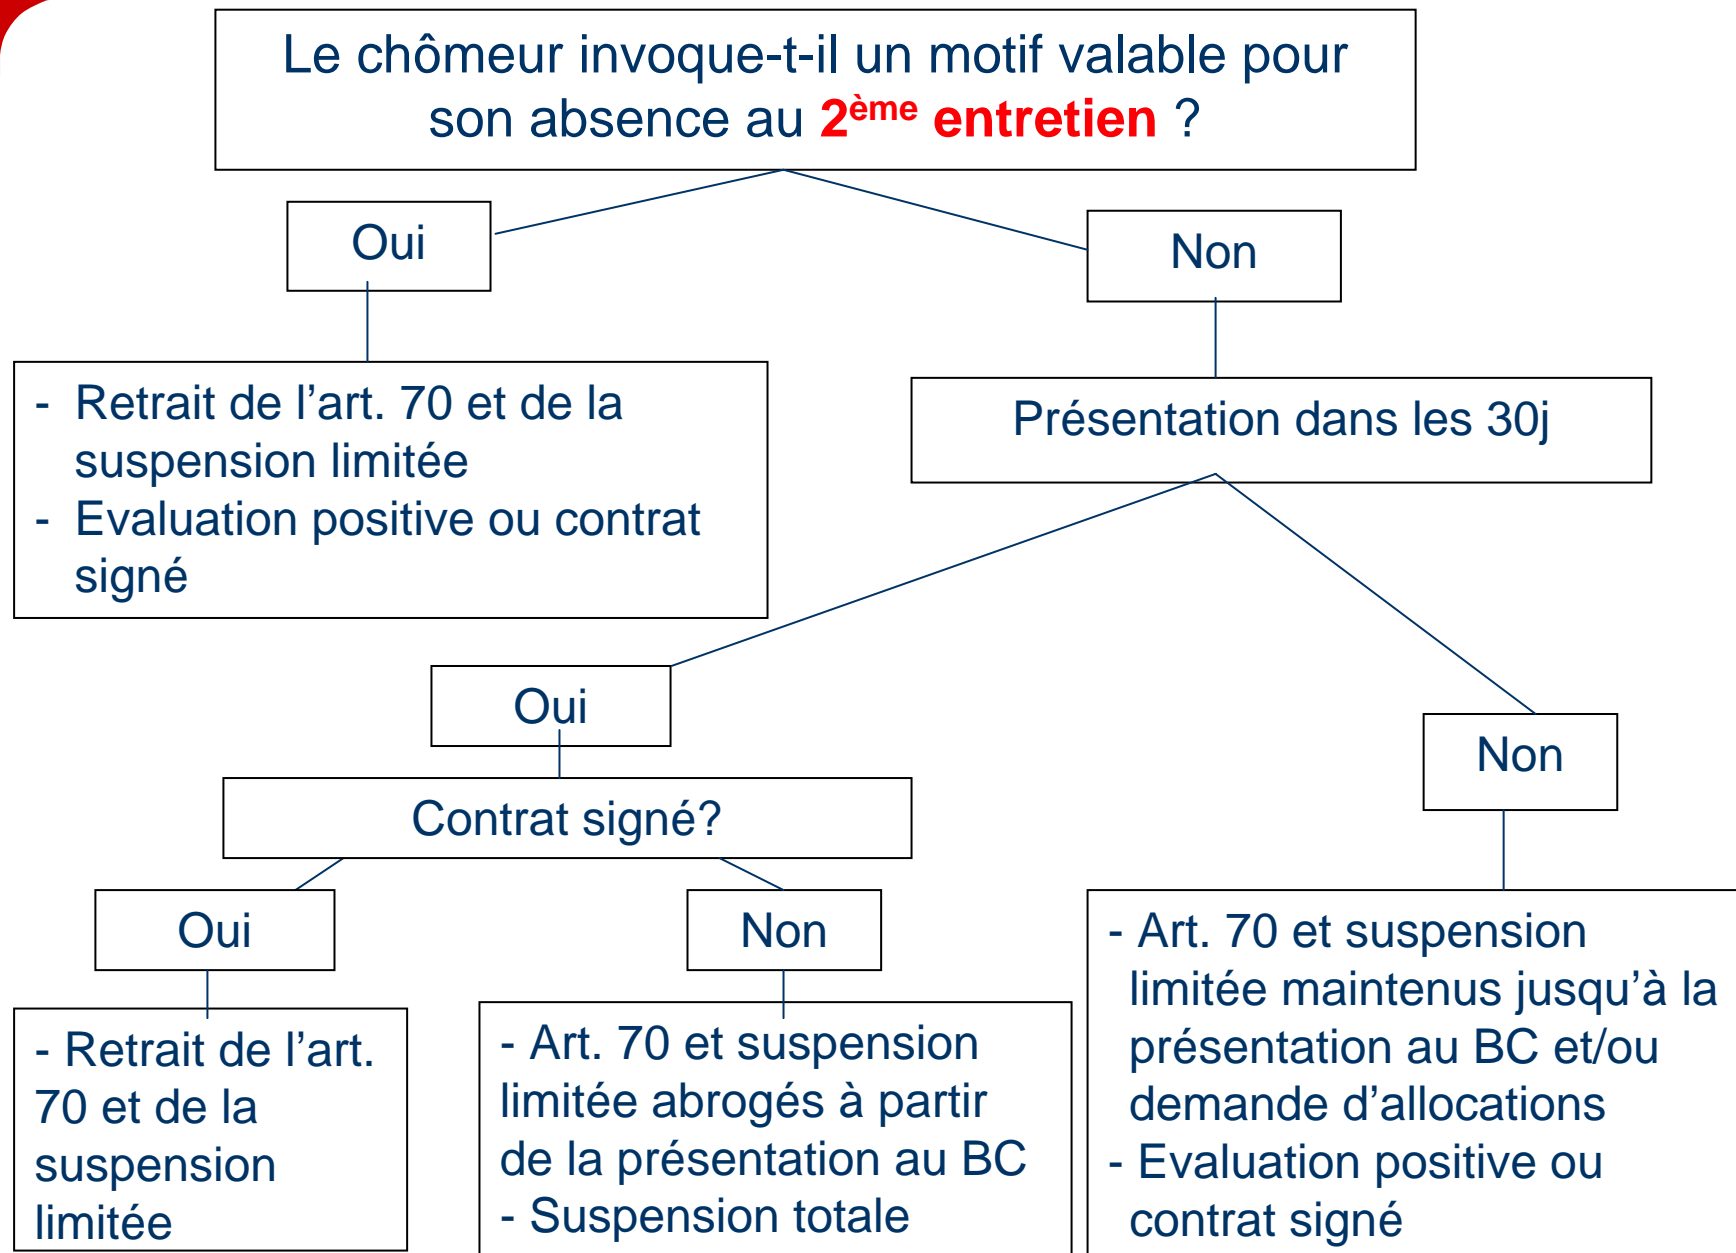 Le chômeur invoque-t-il un motif valable pour
son absence au 2ème entretien ?
Oui
Non
- Retrait de l’art. 70 et de la
suspension limitée
- Evaluation positive ou contrat
signé
Présentation dans les 30j
Oui
Non
Contrat signé?
Oui
Non
- Retrait de l’art.
70 et de la
suspension
limitée
- Art. 70 et suspension
limitée abrogés à partir
de la présentation au BC
- Suspension totale
- Art. 70 et suspension
limitée maintenus jusqu’à la
présentation au BC et/ou
demande d’allocations
- Evaluation positive ou
contrat signé